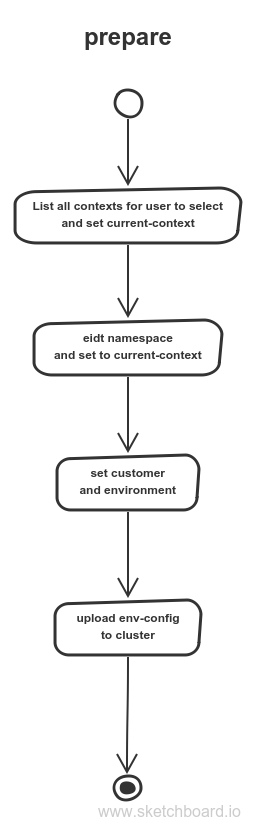 prepare
List all contexts for user to select
and set current-context
eidt namespace
and set to current-context
set customer
and environment
upload env-config
to cluster
www.sketchboard.io